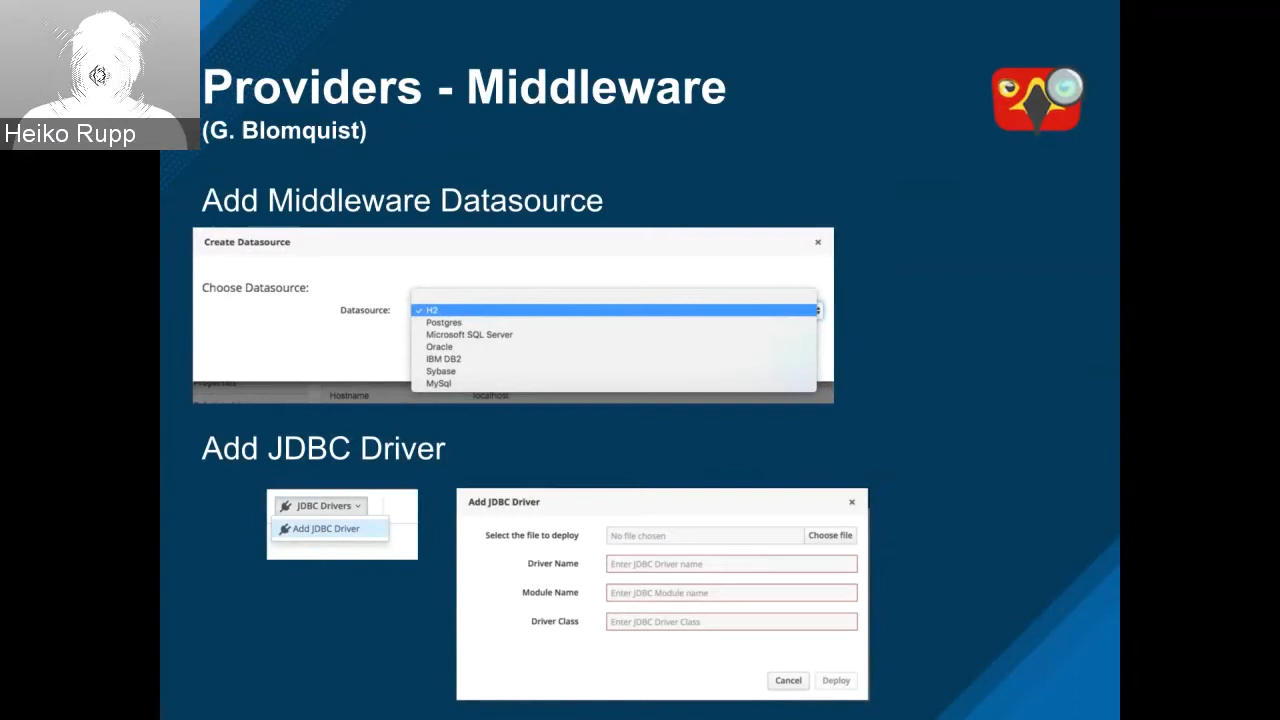 Heiko Rupp
Providers - Middleware
(G. Blomquist)
Add Middleware Datasource
Create Datasource
Choose Datasource:
Datasource:
H2
Postgres
Microsoft SQL Server
Oracle
IBM DB2
Sybase
MySql
Properties
Hostname localhost
Add JDBC Driver
JDBC Drivers
Add JDBC Driver
Add JDBC Driver
Select the file to deploy No file chosen Choose file
Driver Name Enter JDBC Driver name
Module Name Enter JDBC Module name
Driver Class Enter JDBC Driver Class
Cancel Deploy